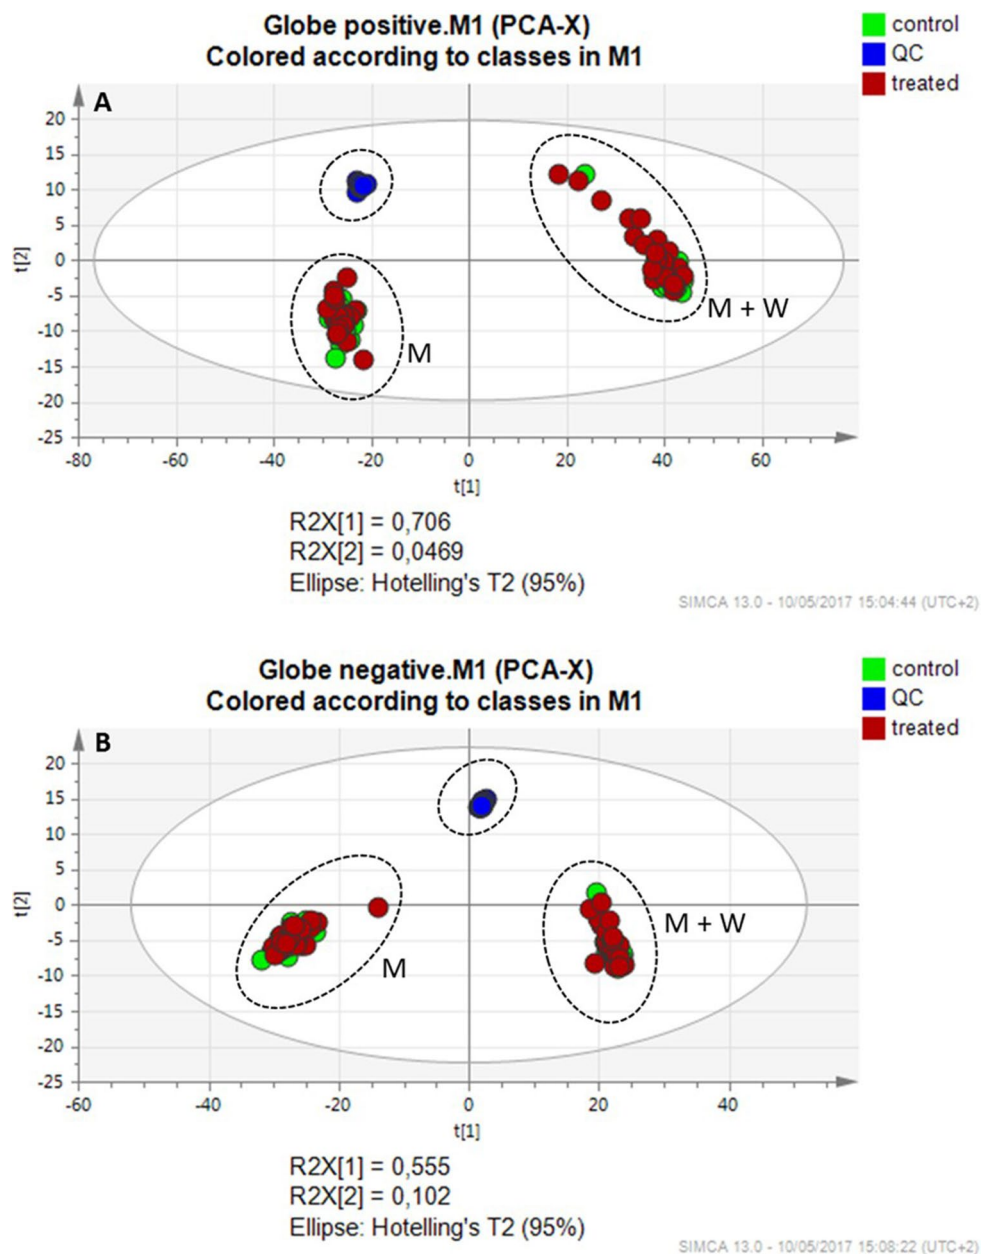 Globe positive.M1 (PCA-X)
Colored according to classes in M1
control
QC
treated
A
20
15
10
5
0
-5
-10
-15
-20
-25
t[2]
M
M + W
-80 -60 -40 -20 0 20 40 60
t[1]
R2X[1] = 0,706
R2X[2] = 0,0469
Ellipse: Hotelling's T2 (95%)
SIMCA 13.0 - 10/05/2017 15:04:44 (UTC+2)
Globe negative.M1 (PCA-X)
Colored according to classes in M1
control
QC
treated
B
20
15
10
5
0
-5
-10
-15
-20
-25
t[2]
M
M + W
-60 -40 -20 0 20 40
t[1]
R2X[1] = 0,555
R2X[2] = 0,102
Ellipse: Hotelling's T2 (95%)
SIMCA 13.0 - 10/05/2017 15:08:22 (UTC+2)